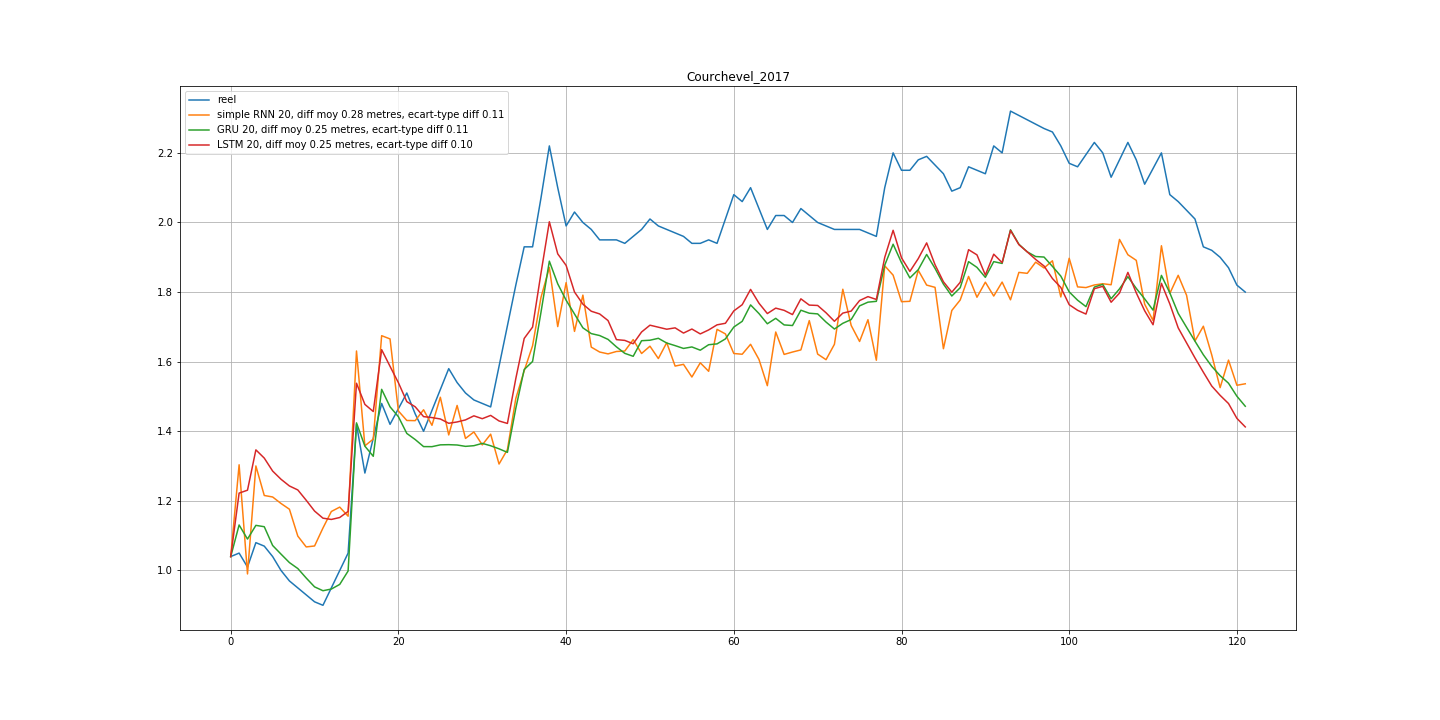 Courchevel_2017
reel
simple RNN 20, diff moy 0.28 metres, ecart-type diff 0.11
GRU 20, diff moy 0.25 metres, ecart-type diff 0.11
LSTM 20, diff moy 0.25 metres, ecart-type diff 0.10
2.2
2.0
1.8
1.6
1.4
1.2
1.0
0 20 40 60 80 100 120